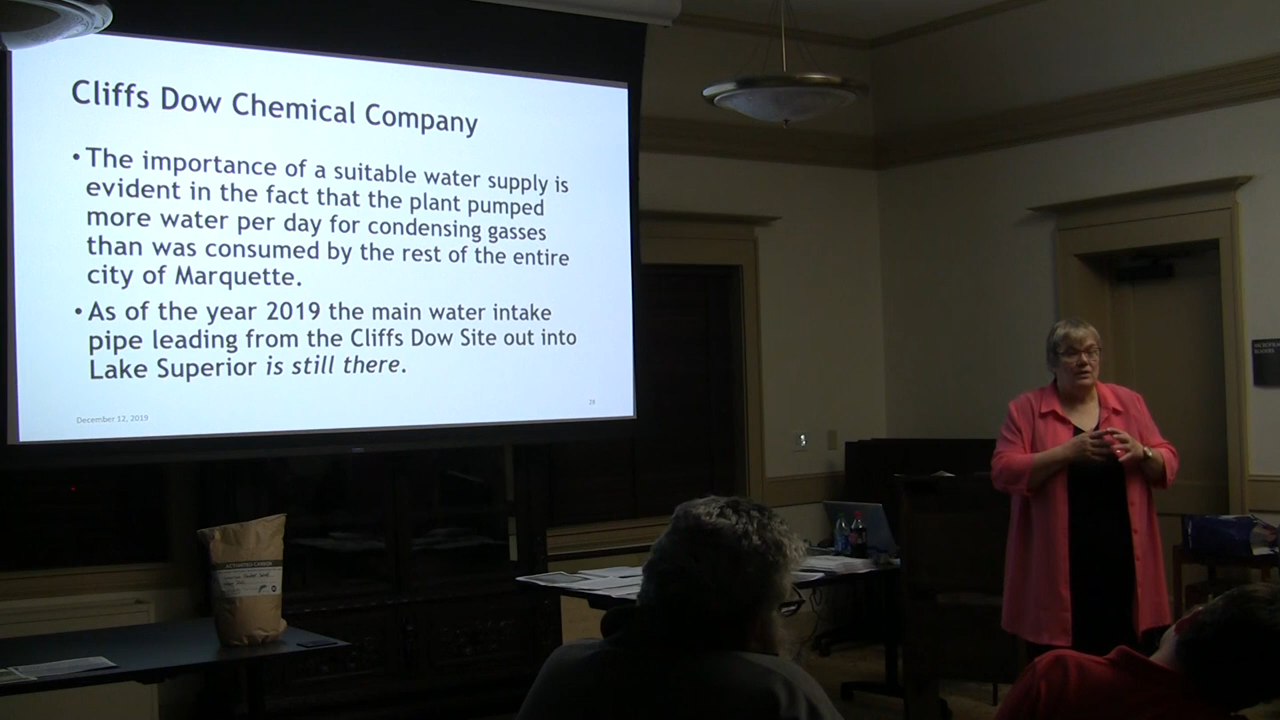 Cliffs Dow Chemical Company
• The importance of a suitable water supply is
evident in the fact that the plant pumped
more water per day for condensing gasses
than was consumed by the rest of the entire
city of Marquette.
• As of the year 2019 the main water intake
pipe leading from the Cliffs Dow Site out into
Lake Superior is still there.
December 12, 2019
28
ACTIVATED CARBON